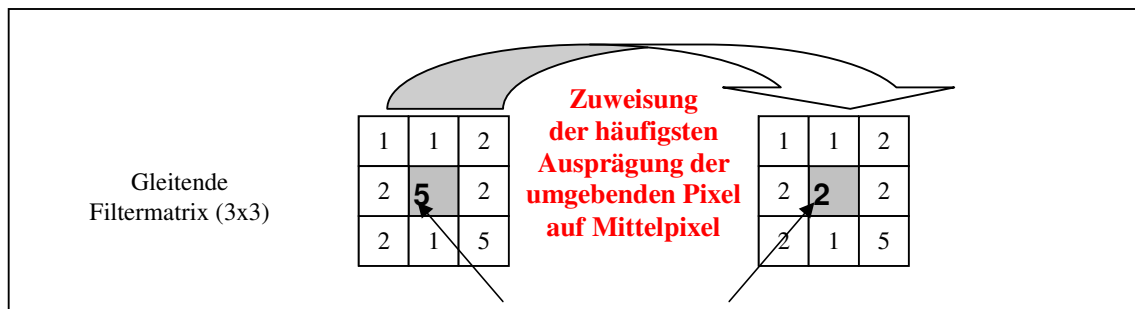 Zuweisung
der häufigsten
Ausprägung der
umgebenden Pixel
auf Mittelpixel
Gleitende
Filtermatrix (3x3)
1 1 2
2 5 2
2 1 5
1 1 2
2 2 2
2 1 5